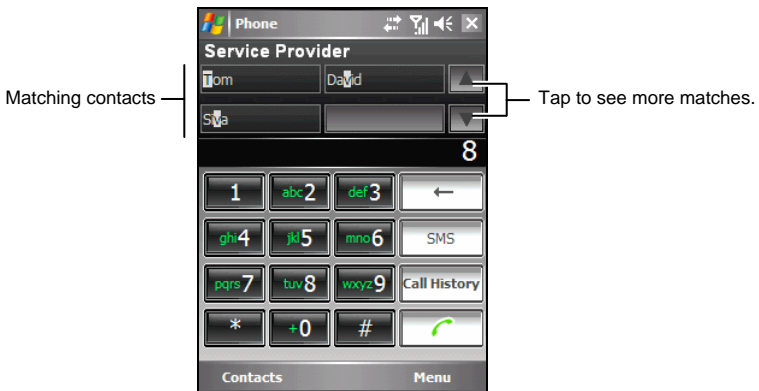 Phone
Service Provider
Tom David
Matching contacts
Tap to see more matches.
Siva
8
1 abc2 def3 ←
ghi4 jkl5 mno6 SMS
pqrs7 tuv8 wxyz9 Call History
* +0 #
Contacts Menu